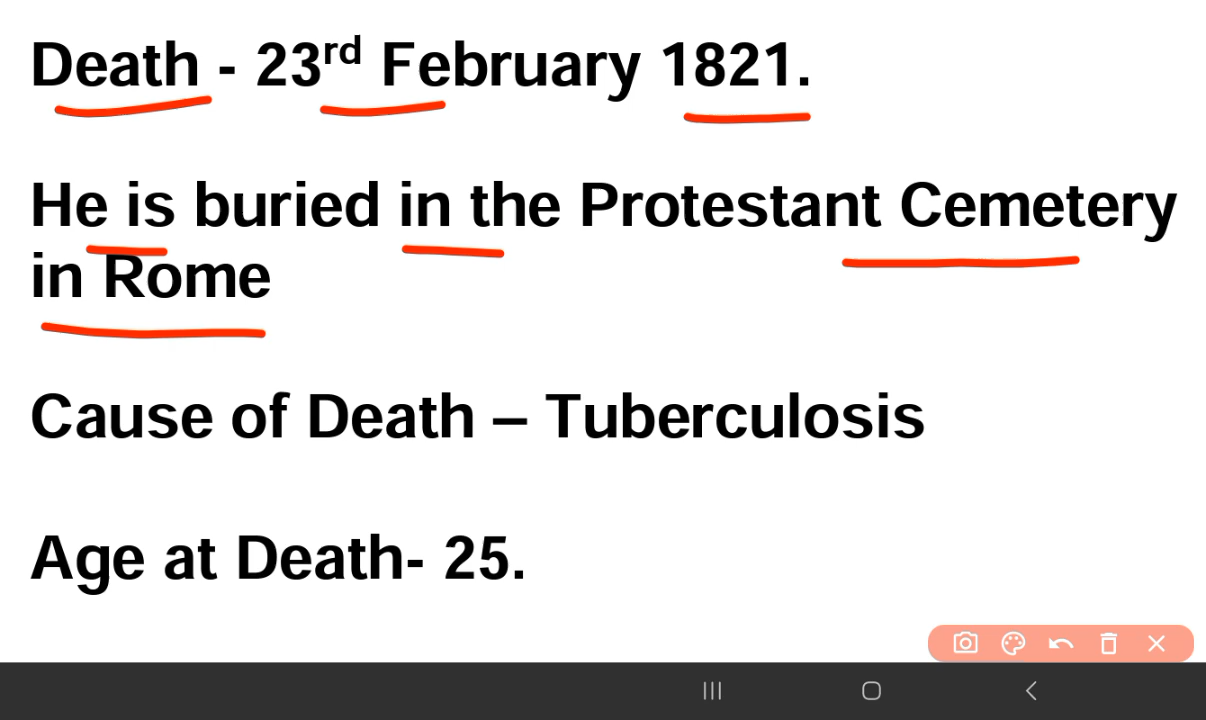 Death - 23rd February 1821.
He is buried in the Protestant Cemetery
in Rome
Cause of Death – Tuberculosis
Age at Death- 25.